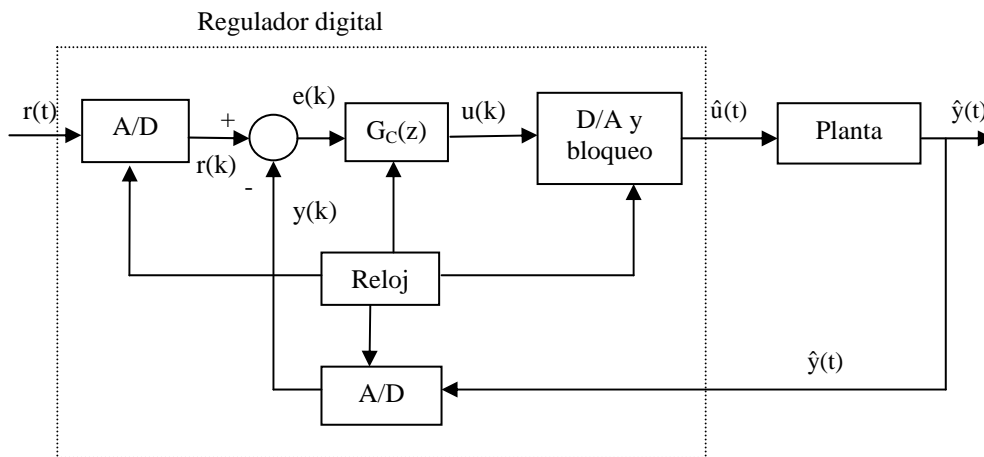 Regulador digital
r(t)
A/D
+
r(k)
-
e(k)
G_C(z)
u(k)
D/A y
bloqueo
û(t)
Planta
ŷ(t)
y(k)
Reloj
A/D
ŷ(t)